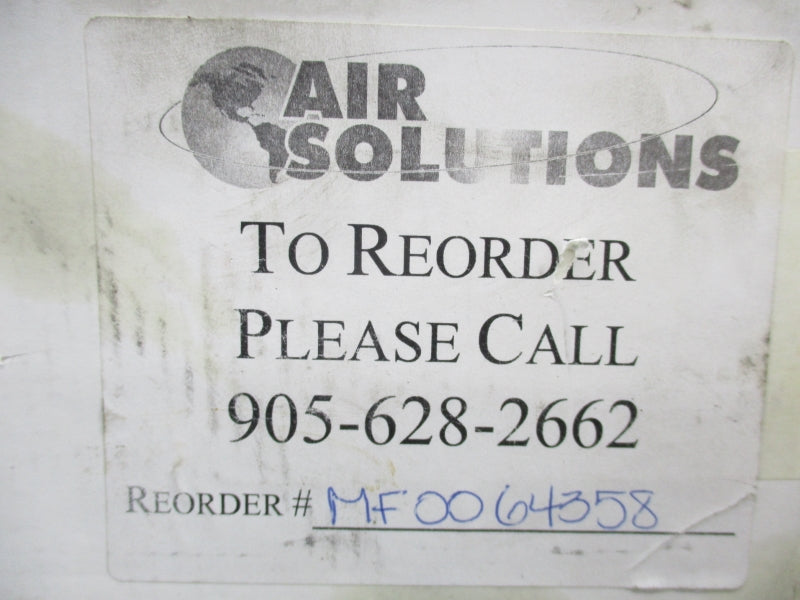 AIR
SOLUTIONS
TO REORDER
PLEASE CALL
905-628-2662
REORDER # MF0064358